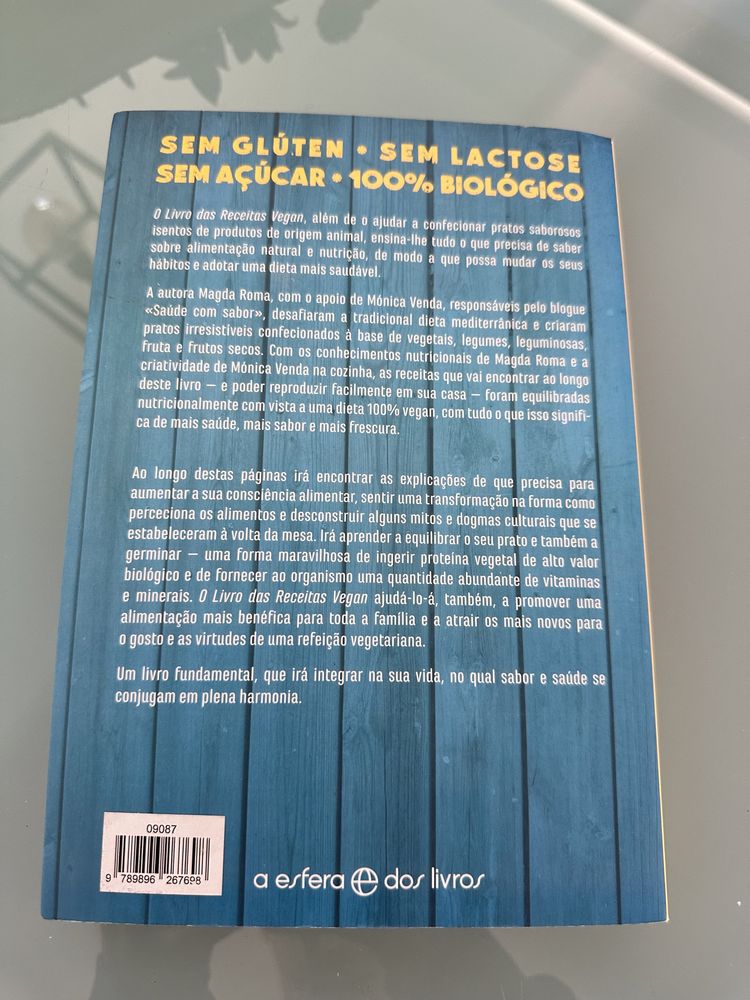 SEM GLÚTEN • SEM LACTOSE
SEM AÇÚCAR • 100% BIOLÓGICO
O Livro das Receitas Vegan, além de o ajudar a confecionar pratos saborosos
isentos de produtos de origem animal, ensina-lhe tudo o que precisa de saber
sobre alimentação natural e nutrição, de modo a que possa mudar os seus
hábitos e adotar uma dieta mais saudável.
A autora Magda Roma, com o apoio de Mónica Venda, responsáveis pelo blogue
«Saúde com sabor», desafiaram a tradicional dieta mediterrânica e criaram
pratos irresistíveis confecionados à base de vegetais, legumes, leguminosas,
fruta e frutos secos. Com os conhecimentos nutricionais de Magda Roma e a
criatividade de Mónica Venda na cozinha, as receitas que vai encontrar ao longo
deste livro — e poder reproduzir facilmente em sua casa — foram equilibradas
nutricionalmente com vista a uma dieta 100% vegan, com tudo o que isso signifi-
ca de mais saúde, mais sabor e mais frescura.
Ao longo destas páginas irá encontrar as explicações de que precisa para
aumentar a sua consciência alimentar, sentir uma transformação na forma como
perceciona os alimentos e desconstruir alguns mitos e dogmas culturais que se
estabeleceram à volta da mesa. Irá aprender a equilibrar o seu prato e também a
germinar — uma forma maravilhosa de ingerir proteína vegetal de alto valor
biológico e de fornecer ao organismo uma quantidade abundante de vitaminas
e minerais. O Livro das Receitas Vegan ajudá-lo-á, também, a promover uma
alimentação mais benéfica para toda a família e a atrair os mais novos para
o gosto e as virtudes de uma refeição vegetariana.
Um livro fundamental, que irá integrar na sua vida, no qual sabor e saúde se
conjugam em plena harmonia.
09087
9 789896 267698
a esfera e dos livros